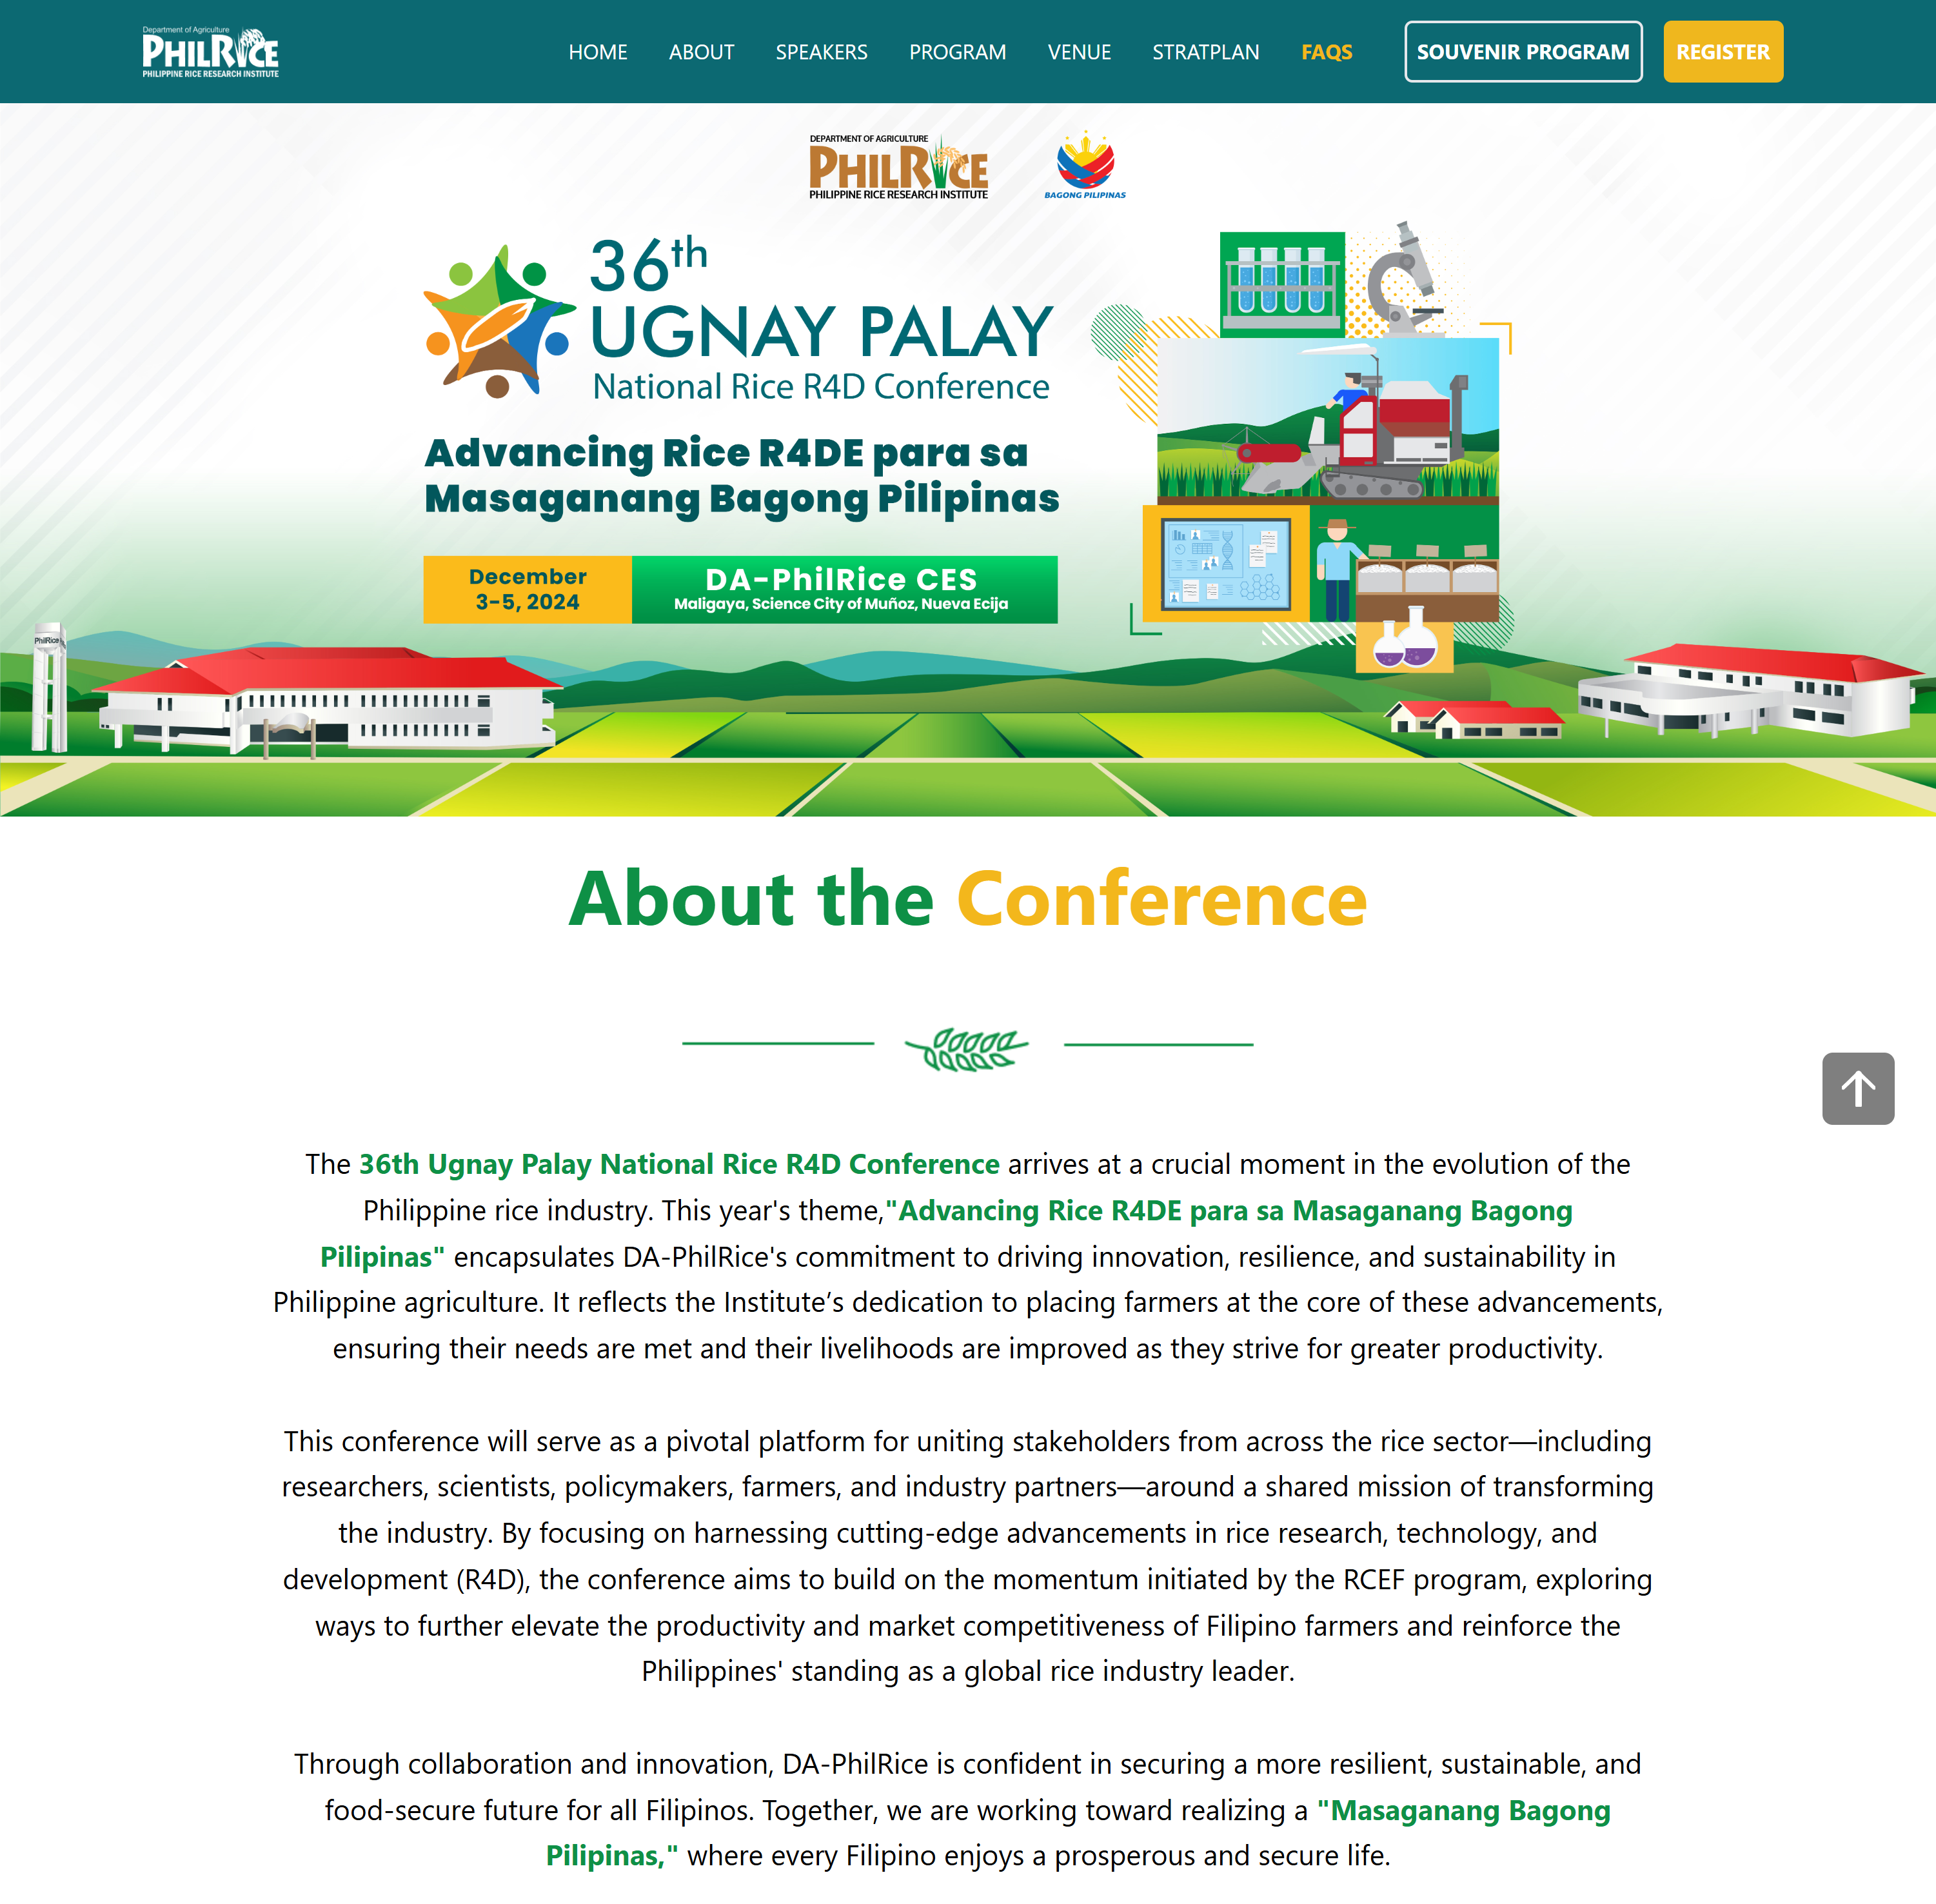 Department of Agriculture
PHILRICE
PHILIPPINE RICE RESEARCH INSTITUTE
HOME ABOUT SPEAKERS PROGRAM VENUE STRATPLAN FAQS SOUVENIR PROGRAM REGISTER
DEPARTMENT OF AGRICULTURE
PHILRICE
PHILIPPINE RICE RESEARCH INSTITUTE
BAGONG PILIPINAS
36th
UGNAY PALAY
National Rice R4D Conference
Advancing Rice R4DE para sa
Masaganang Bagong Pilipinas
December
3-5, 2024
DA-PhilRice CES
Maligaya, Science City of Muñoz, Nueva Ecija
PhilRice
About the Conference
The 36th Ugnay Palay National Rice R4D Conference arrives at a crucial moment in the evolution of the
Philippine rice industry. This year's theme,"Advancing Rice R4DE para sa Masaganang Bagong
Pilipinas" encapsulates DA-PhilRice's commitment to driving innovation, resilience, and sustainability in
Philippine agriculture. It reflects the Institute’s dedication to placing farmers at the core of these advancements,
ensuring their needs are met and their livelihoods are improved as they strive for greater productivity.
This conference will serve as a pivotal platform for uniting stakeholders from across the rice sector—including
researchers, scientists, policymakers, farmers, and industry partners—around a shared mission of transforming
the industry. By focusing on harnessing cutting-edge advancements in rice research, technology, and
development (R4D), the conference aims to build on the momentum initiated by the RCEF program, exploring
ways to further elevate the productivity and market competitiveness of Filipino farmers and reinforce the
Philippines' standing as a global rice industry leader.
Through collaboration and innovation, DA-PhilRice is confident in securing a more resilient, sustainable, and
food-secure future for all Filipinos. Together, we are working toward realizing a "Masaganang Bagong
Pilipinas," where every Filipino enjoys a prosperous and secure life.